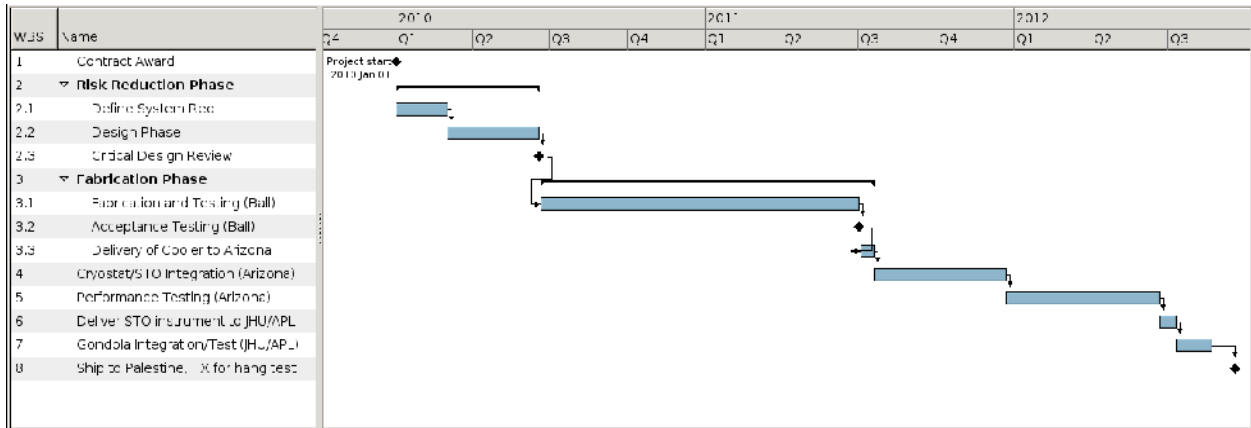 2010 2011 2012
WBS Name Q4 Q1 Q2 Q3 Q4 Q1 Q2 Q3 Q4 Q1 Q2 Q3
1 Contract Award Project start
2010 Jan 01
2 Risk Reduction Phase
2.1 Define System Req
2.2 Design Phase
2.3 Critical Design Review
3 Fabrication Phase
3.1 Fabrication and Testing (Ball)
3.2 Acceptance Testing (Ball)
3.3 Delivery of Cooler to Arizona
4 Cryostat/STO Integration (Arizona)
5 Performance Testing (Arizona)
6 Deliver STO instrument to JHU/APL
7 Gondola Integration/Test (JHU/APL)
8 Ship to Palestine, TX for hang test